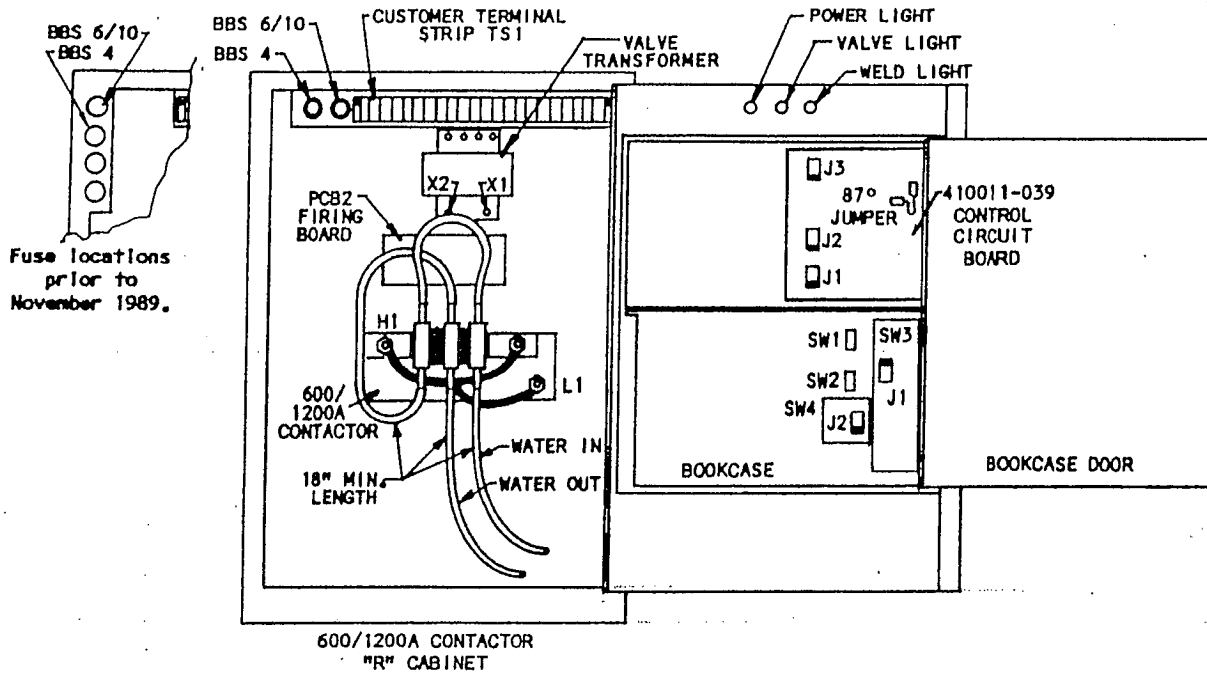 BBS 6/10
BBS 4
Fuse locations
prior to
November 1989.
BBS 6/10
BBS 4
CUSTOMER TERMINAL
STRIP TS1
VALVE
TRANSFORMER
X2
X1
PCB2
FIRING
BOARD
H1
L1
600/
1200A
CONTACTOR
18" MIN.
LENGTH
WATER IN
WATER OUT
600/1200A CONTACTOR
"R" CABINET
POWER LIGHT
VALVE LIGHT
WELD LIGHT
J3
87°
JUMPER
J2
J1
410011-039
CONTROL
CIRCUIT
BOARD
SW1
SW3
SW2
J1
SW4
J2
BOOKCASE
BOOKCASE DOOR